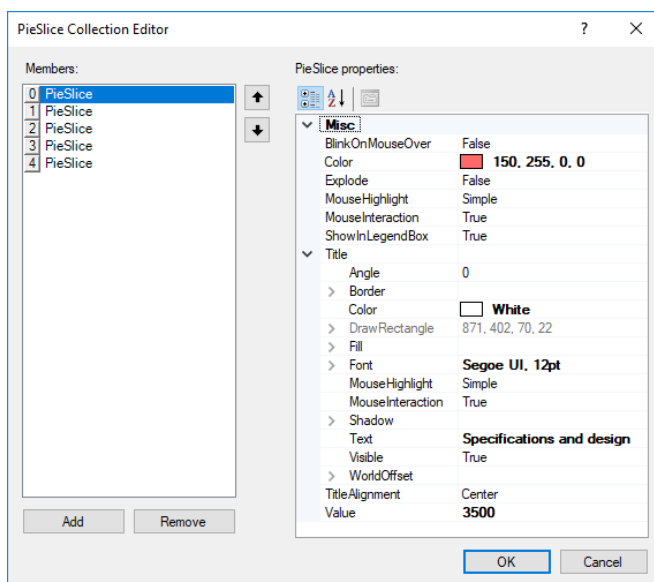 PieSlice Collection Editor
?
Members:
0 PieSlice
1 PieSlice
2 PieSlice
3 PieSlice
4 PieSlice
Add Remove
PieSlice properties:
Misc
BlinkOnMouseOver False
Color 150, 255, 0, 0
Explode False
MouseHighlight Simple
MouseInteraction True
ShowInLegendBox True
Title
Angle 0
Border
Color White
DrawRectangle 871, 402, 70, 22
Fill
Font Segoe UI, 12pt
MouseHighlight Simple
MouseInteraction True
Shadow
Text Specifications and design
Visible True
WorldOffset
TitleAlignment Center
Value 3500
OK Cancel